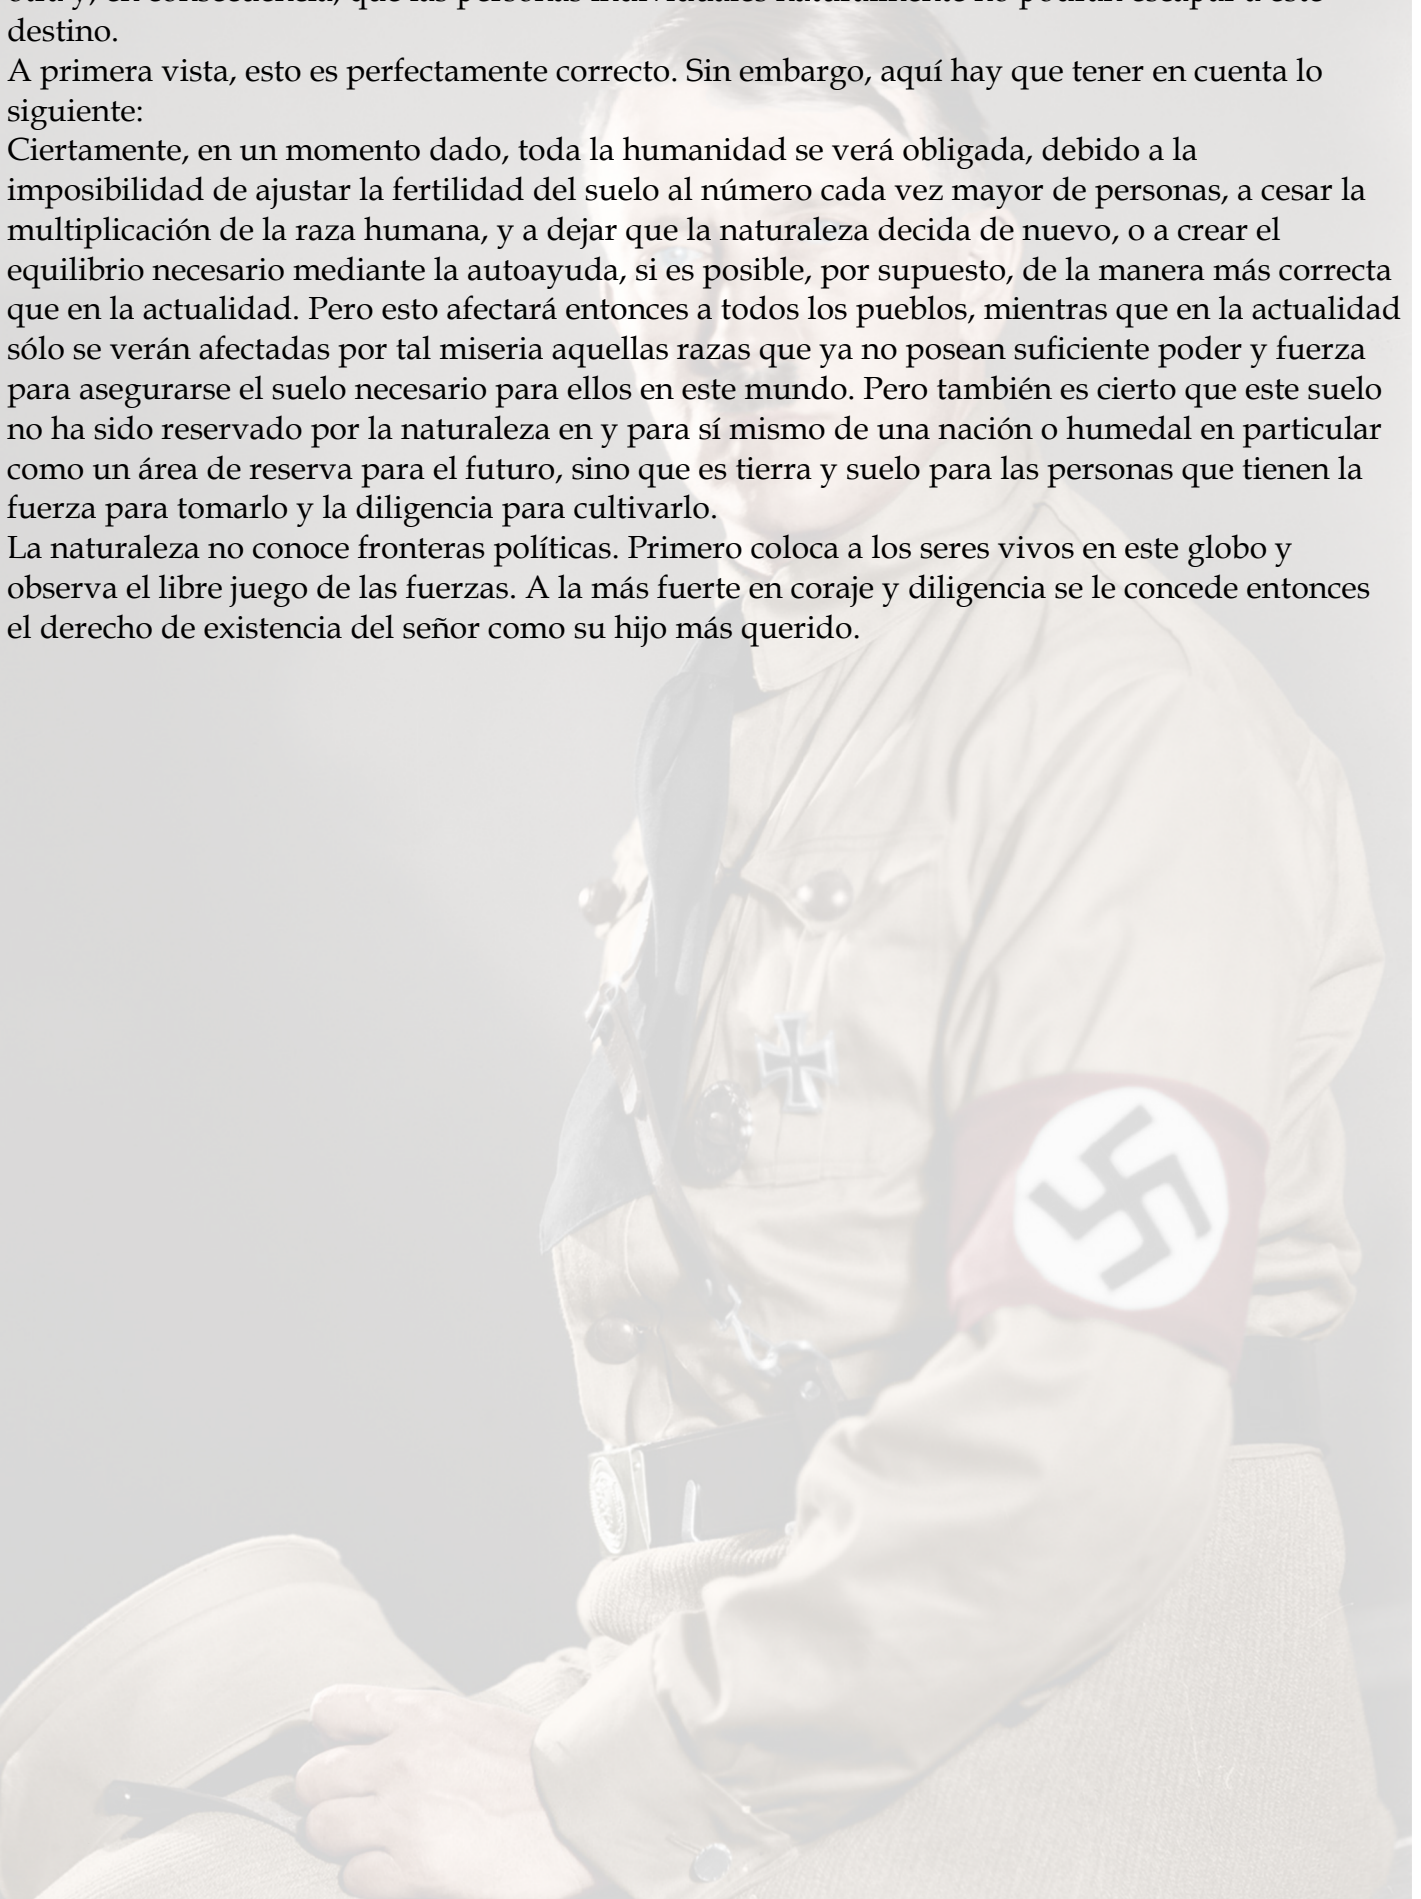 destino.
A primera vista, esto es perfectamente correcto. Sin embargo, aquí hay que tener en cuenta lo
siguiente:
Ciertamente, en un momento dado, toda la humanidad se verá obligada, debido a la
imposibilidad de ajustar la fertilidad del suelo al número cada vez mayor de personas, a cesar la
multiplicación de la raza humana, y a dejar que la naturaleza decida de nuevo, o a crear el
equilibrio necesario mediante la autoayuda, si es posible, por supuesto, de la manera más correcta
que en la actualidad. Pero esto afectará entonces a todos los pueblos, mientras que en la actualidad
sólo se verán afectadas por tal miseria aquellas razas que ya no posean suficiente poder y fuerza
para asegurarse el suelo necesario para ellos en este mundo. Pero también es cierto que este suelo
no ha sido reservado por la naturaleza en y para sí mismo de una nación o humedal en particular
como un área de reserva para el futuro, sino que es tierra y suelo para las personas que tienen la
fuerza para tomarlo y la diligencia para cultivarlo.
La naturaleza no conoce fronteras políticas. Primero coloca a los seres vivos en este globo y
observa el libre juego de las fuerzas. A la más fuerte en coraje y diligencia se le concede entonces
el derecho de existencia del señor como su hijo más querido.